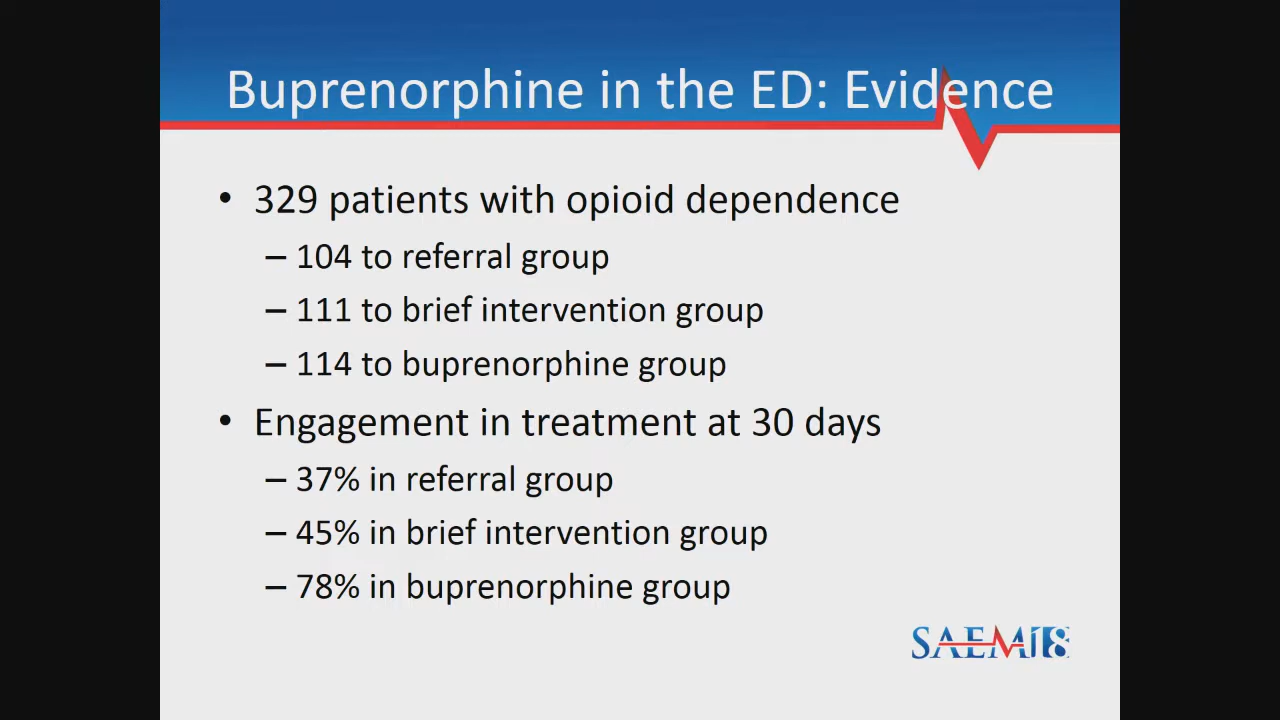 Buprenorphine in the ED: Evidence
• 329 patients with opioid dependence
– 104 to referral group
– 111 to brief intervention group
– 114 to buprenorphine group
• Engagement in treatment at 30 days
– 37% in referral group
– 45% in brief intervention group
– 78% in buprenorphine group
SAEM18